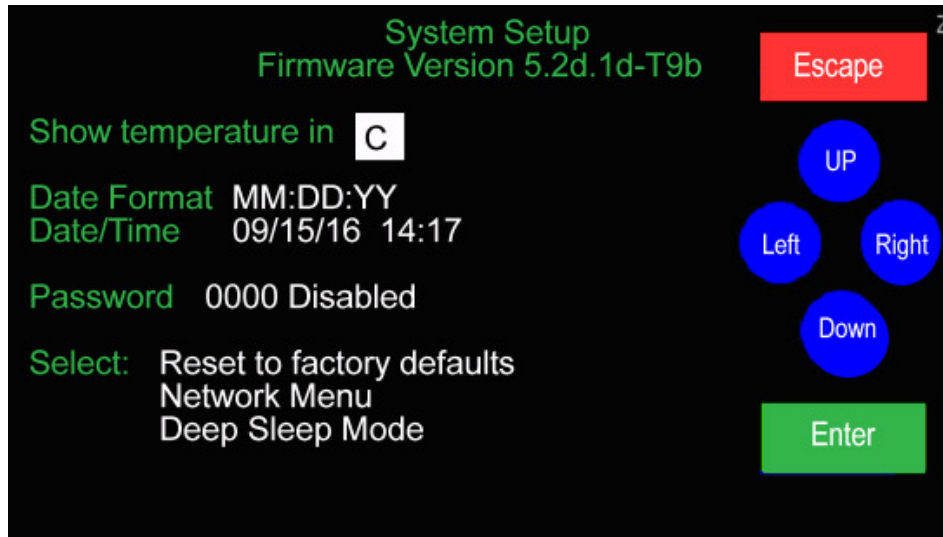 System Setup
Firmware Version 5.2d.1d-T9b
Escape
Show temperature in C
UP
Date Format MM:DD:YY
Date/Time 09/15/16 14:17
Left Right
Password 0000 Disabled
Down
Select: Reset to factory defaults
Network Menu
Deep Sleep Mode
Enter